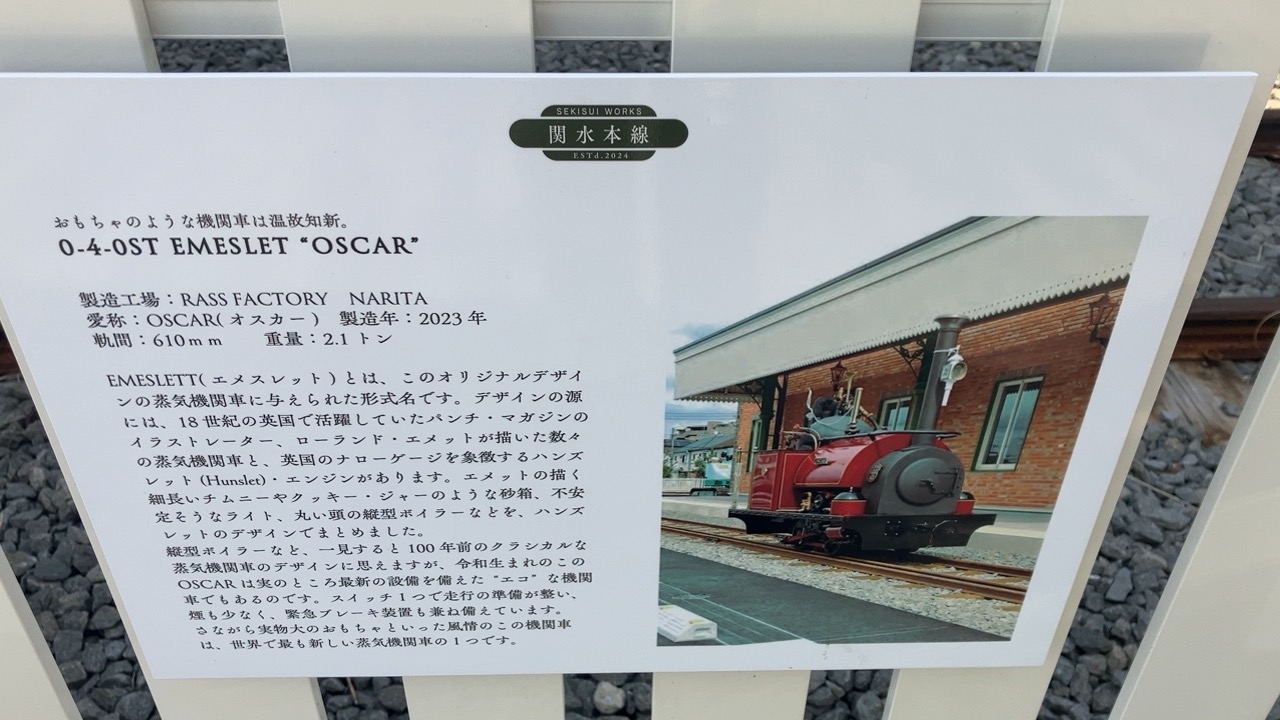 SEKISUI WORKS
関水本線
ESTd.2024
おもちゃのような機関車は温故知新。
0-4-0ST EMESLET “OSCAR”
製造工場：RASS FACTORY　NARITA
愛称：OSCAR( オスカー )　製造年：2023 年
軌間：610ｍｍ　　重量：2.1 トン
EMESLETT( エメスレット ) とは、このオリジナルデザイ
ンの蒸気機関車に与えられた形式名です。デザインの源
には、18 世紀の英国で活躍していたパンチ・マガジンの
イラストレーター、ローランド・エメットが描いた数々
の蒸気機関車と、英国のナローゲージを象徴するハンズ
レット (Hunslet)・エンジンがあります。エメットの描く
細長いチムニーやクッキー・ジャーのような砂箱、不安
定そうなライト、丸い頭の縦型ボイラーなどを、ハンズ
レットのデザインでまとめました。
縦型ボイラーなど、一見すると 100 年前のクラシカルな
蒸気機関車のデザインに思えますが、令和生まれのこの
OSCAR は実のところ最新の設備を備えた “エコ” な機関
車でもあるのです。スイッチ 1 つで走行の準備が整い、
煙も少なく、緊急ブレーキ装置も兼ね備えています。
さながら実物大のおもちゃといった風情のこの機関車
は、世界で最も新しい蒸気機関車の 1 つです。